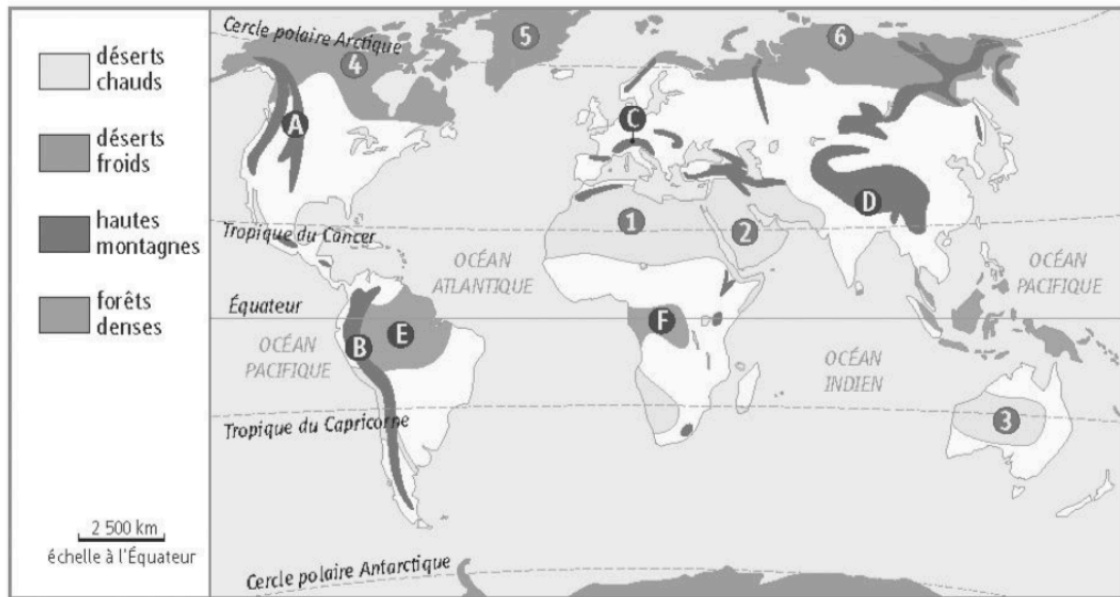 déserts
chauds
déserts
froids
hautes
montagnes
forêts
denses
2 500 km
échelle à l'Équateur
Cercle polaire Arctique
5
6
4
A
C
D
1
2
Tropique du Cancer
OCÉAN
ATLANTIQUE
OCÉAN
PACIFIQUE
Équateur
E
F
B
OCÉAN
PACIFIQUE
OCÉAN
INDIEN
Tropique du Capricorne
3
Cercle polaire Antarctique